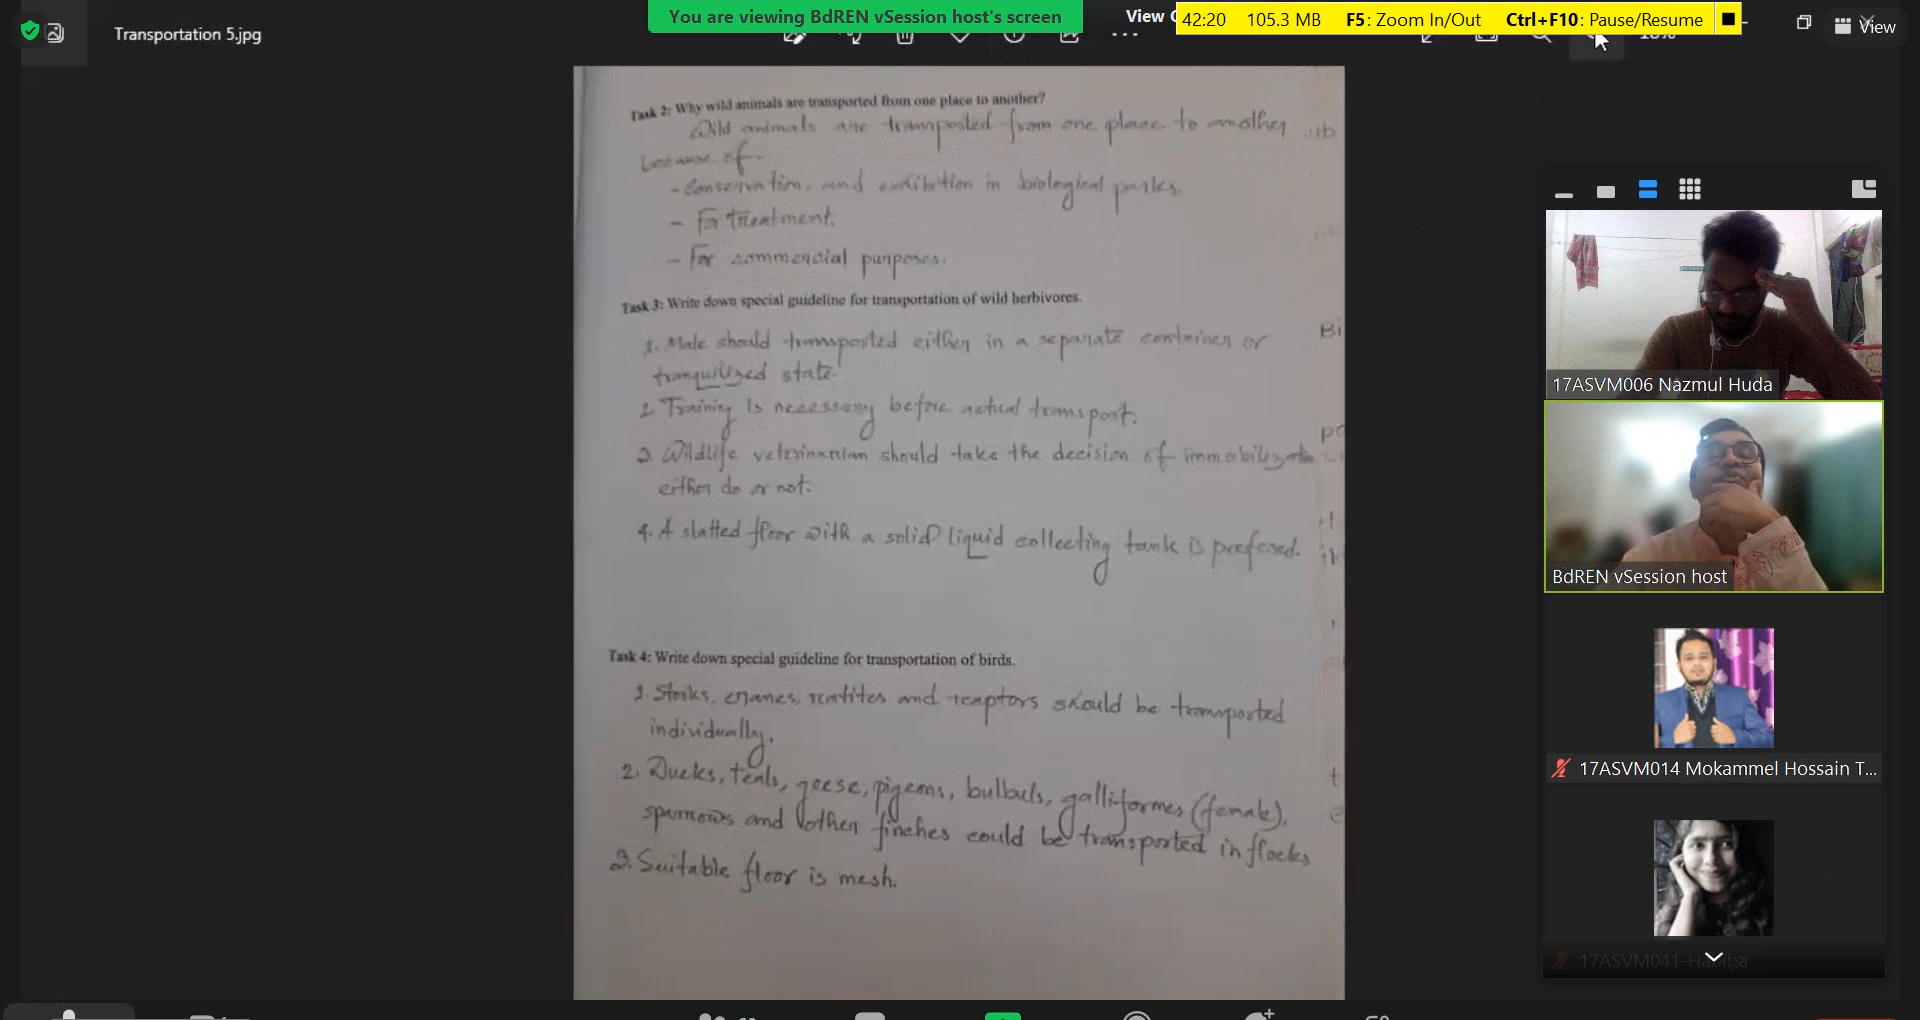 You are viewing BdREN vSession host's screen
View
42:20 105.3 MB F5: Zoom In/Out Ctrl+F10: Pause/Resume
View
Transportation 5.jpg
Task 2: Why wild animals are transported from one place to another?
Wild animals are transported from one place to another
because of
- Conservation, and exhibition in biological parks.
- For treatment.
- For commercial purposes.
Task 3: Write down special guideline for transportation of wild herbivores.
1. Male should transported either in a separate container or
tranquilized state.
2. Training is necessary before actual transport.
3. Wildlife veterinarian should take the decision of immobilization
either do or not.
4. A slatted floor with a solid liquid collecting tank is prefered.
Task 4: Write down special guideline for transportation of birds.
1. Storks, cranes, ratites and raptors should be transported
individually.
2. Ducks, teals, geese, pigeons, bulbuls, galliformes (female),
sparrows and other finches could be transported in flocks
3. Suitable floor is mesh.
17ASVM006 Nazmul Huda
BdREN vSession host
17ASVM014 Mokammel Hossain T...
17ASVM041-Habiba